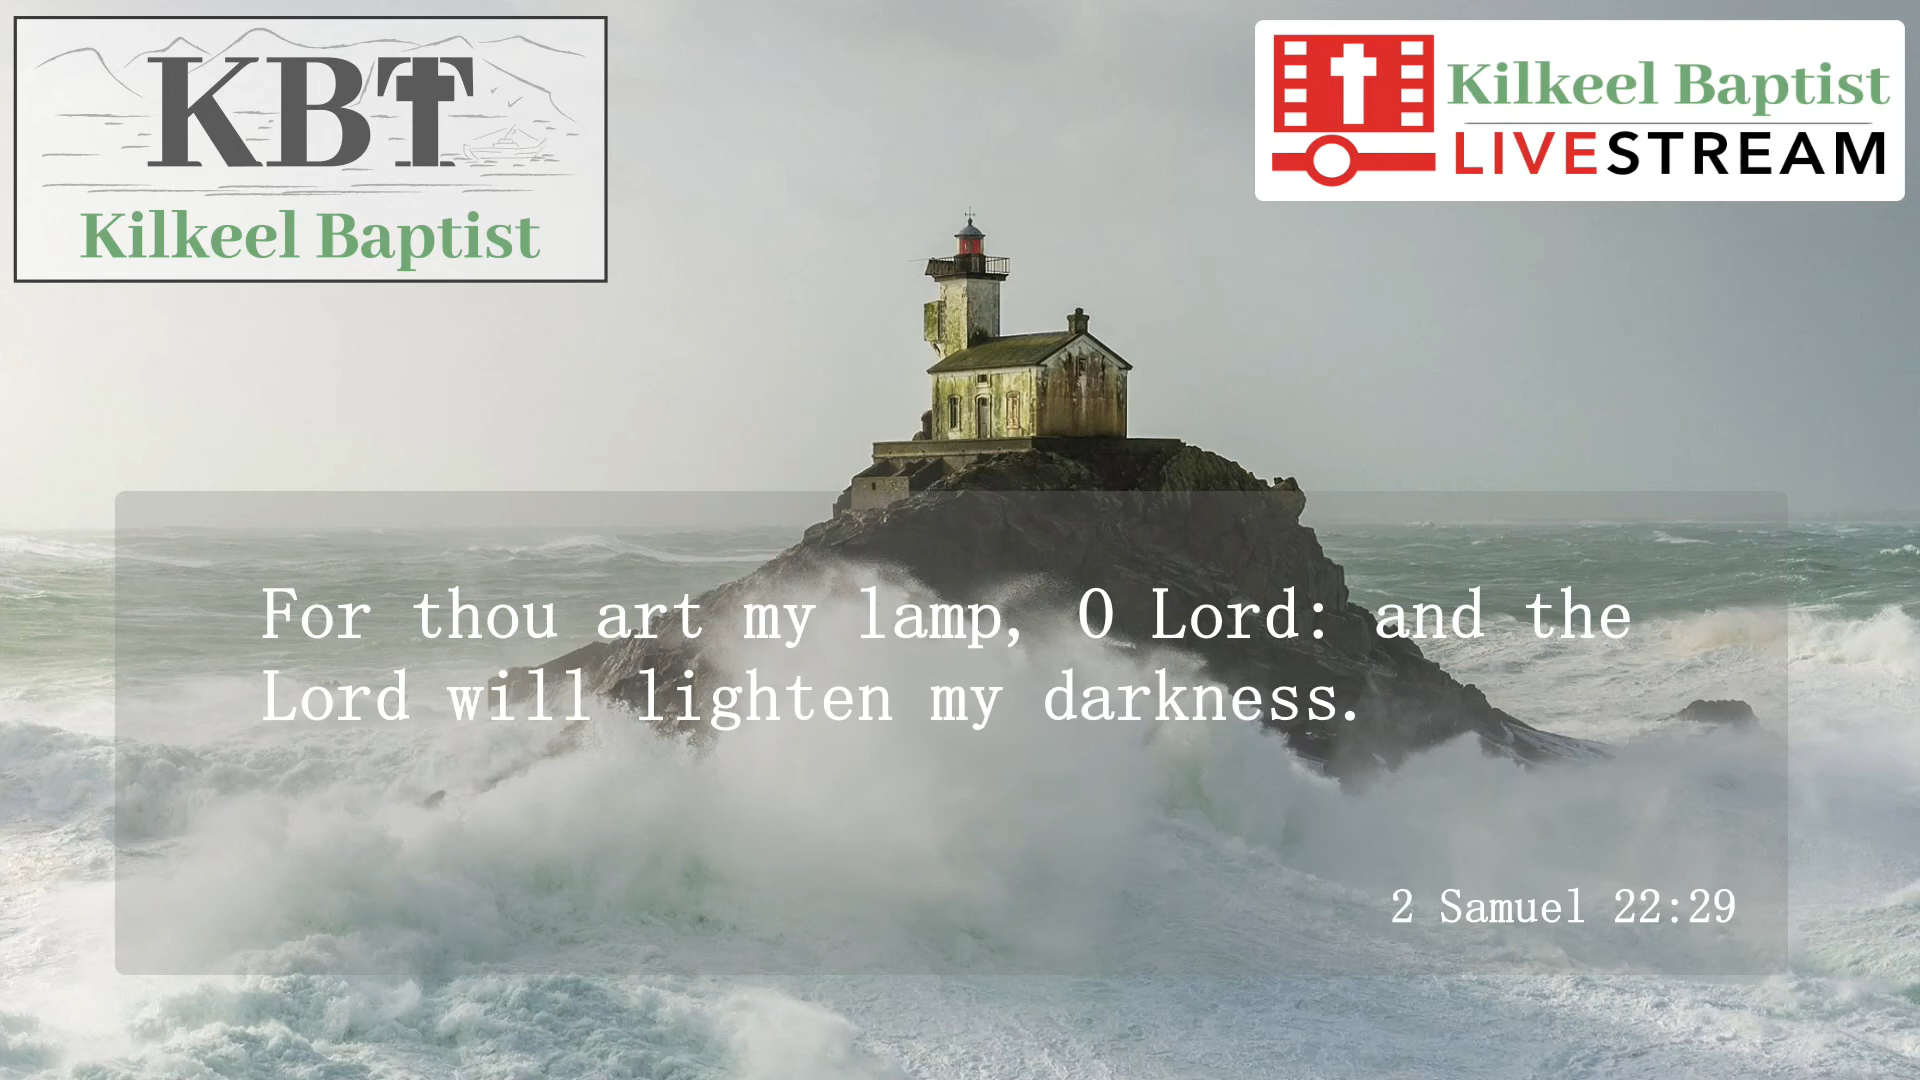 KBT
Kilkeel Baptist
Kilkeel Baptist
LIVESTREAM
For thou art my lamp, O Lord: and the
Lord will lighten my darkness.
2 Samuel 22:29